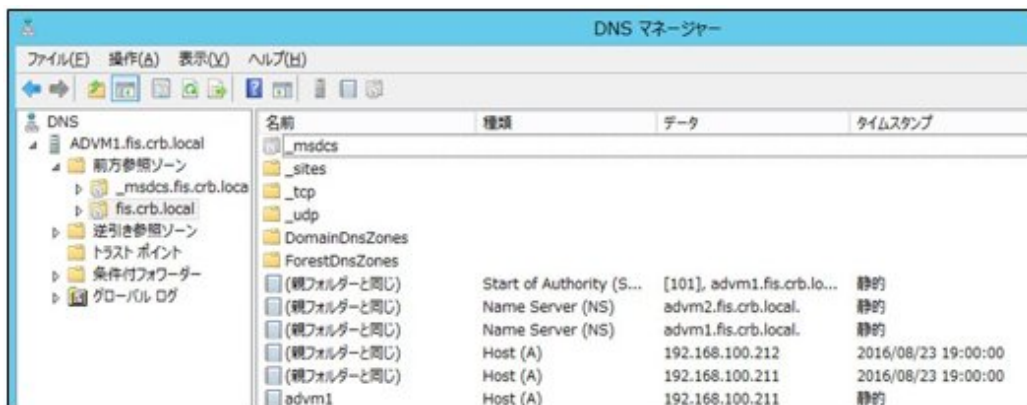 DNS マネージャー
ファイル(F) 操作(A) 表示(V) ヘルプ(H)
DNS
ADVM1.fis.crb.local
前方参照ゾーン
_msdcs.fis.crb.loca
fis.crb.local
逆引き参照ゾーン
トラスト ポイント
条件付フォワーダー
グローバル ログ
名前 種類 データ タイムスタンプ
_msdcs
_sites
_tcp
_udp
DomainDnsZones
ForestDnsZones
(親フォルダーと同じ) Start of Authority (S... [101], advm1.fis.crb.lo... 静的
(親フォルダーと同じ) Name Server (NS) advm2.fis.crb.local. 静的
(親フォルダーと同じ) Name Server (NS) advm1.fis.crb.local. 静的
(親フォルダーと同じ) Host (A) 192.168.100.212 2016/08/23 19:00:00
(親フォルダーと同じ) Host (A) 192.168.100.211 2016/08/23 19:00:00
advm1 Host (A) 192.168.100.211 静的